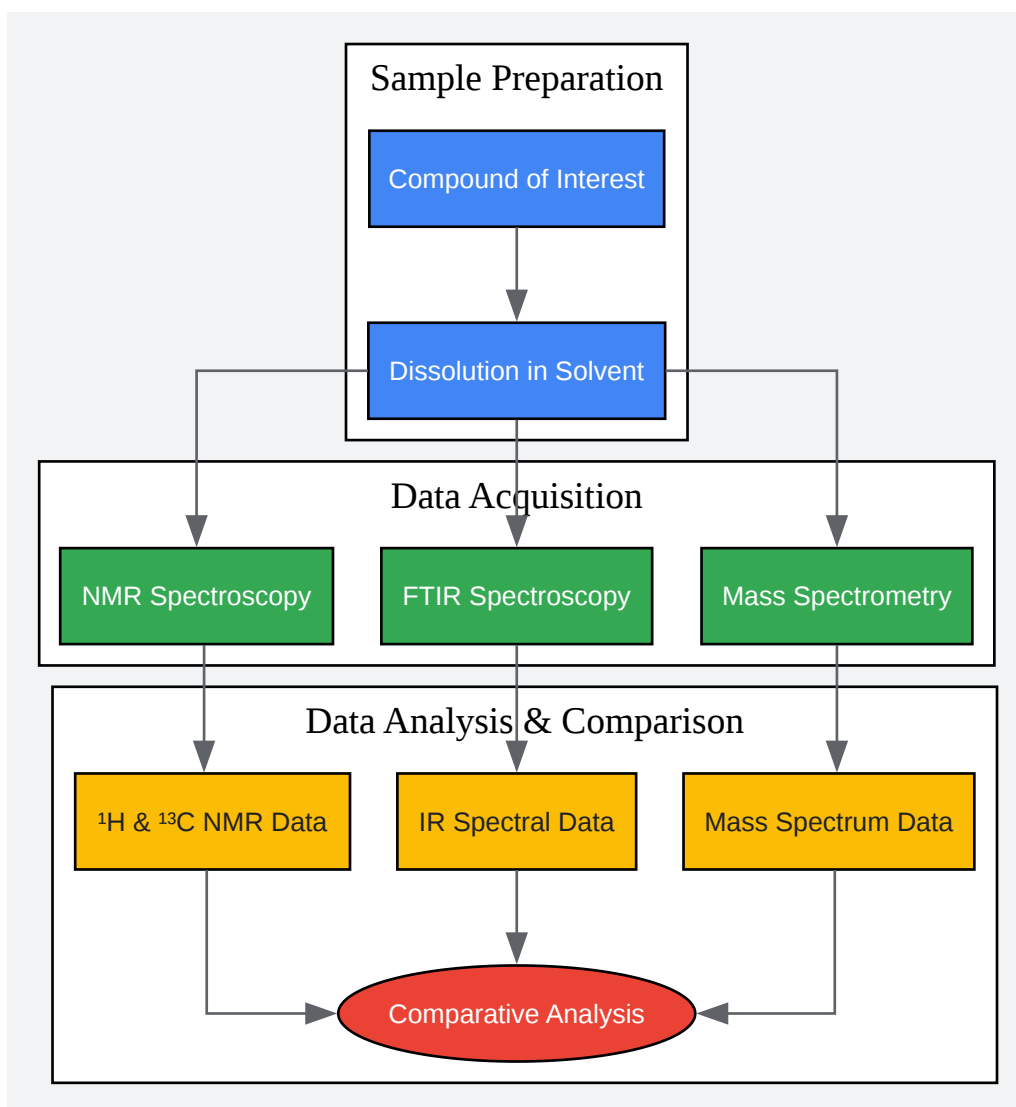 Sample Preparation
Compound of Interest
Dissolution in Solvent
Data Acquisition
NMR Spectroscopy
FTIR Spectroscopy
Mass Spectrometry
Data Analysis & Comparison
¹H & ¹³C NMR Data
IR Spectral Data
Mass Spectrum Data
Comparative Analysis